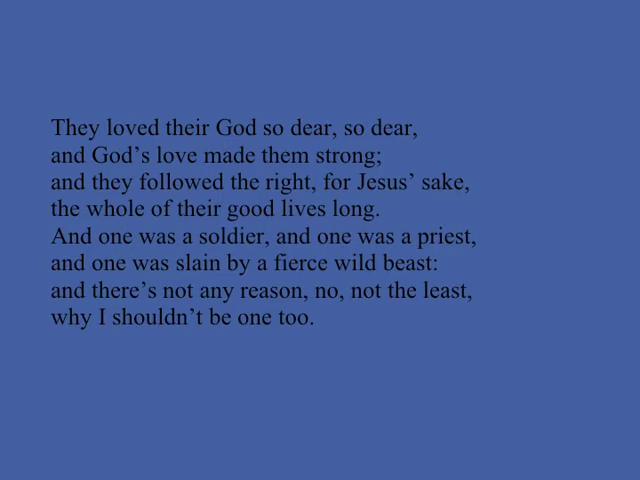 They loved their God so dear, so dear,
and God’s love made them strong;
and they followed the right, for Jesus’ sake,
the whole of their good lives long.
And one was a soldier, and one was a priest,
and one was slain by a fierce wild beast:
and there’s not any reason, no, not the least,
why I shouldn’t be one too.